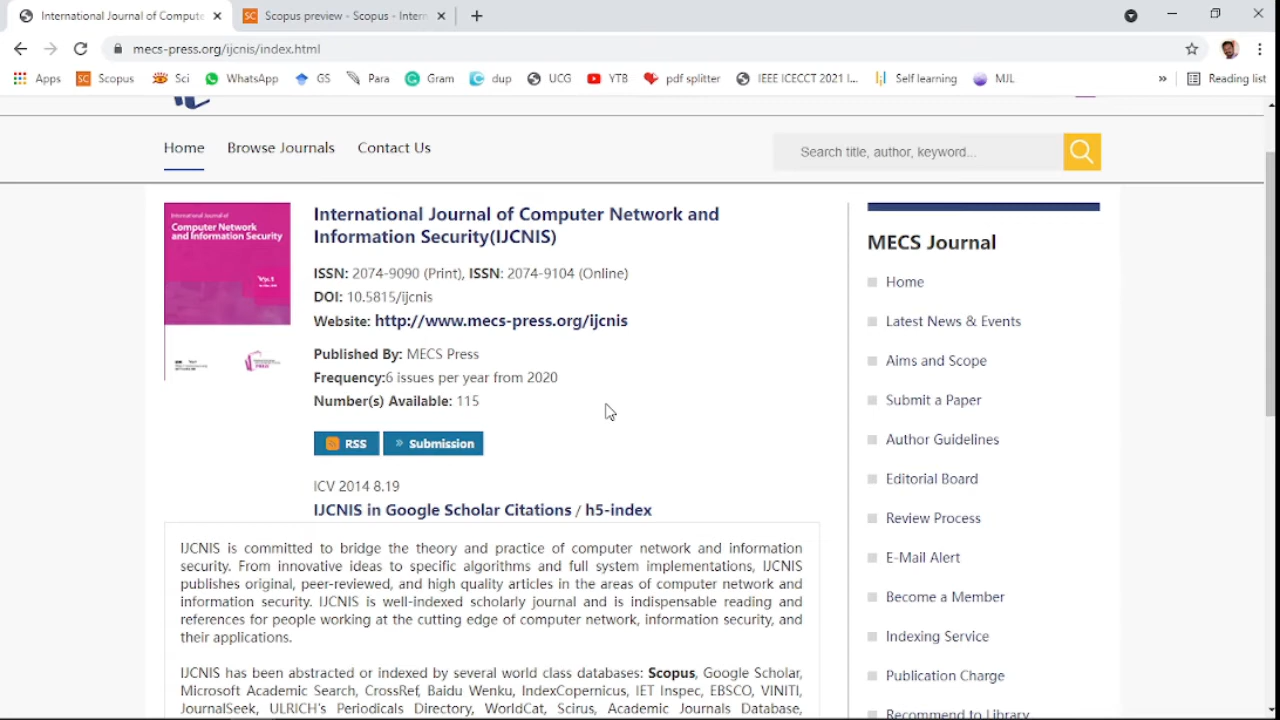 International Journal of Compute
Scopus preview - Scopus - Intern
mecs-press.org/ijcnis/index.html
Apps
Scopus
Sci
WhatsApp
GS
Para
Gram
dup
UCG
YTB
pdf splitter
IEEE ICECCT 2021 I...
Self learning
MJL
»
Reading list
Home
Browse Journals
Contact Us
Search title, author, keyword...
International Journal of
Computer Network
and Information Security
International Journal of Computer Network and
Information Security(IJCNIS)
ISSN: 2074-9090 (Print), ISSN: 2074-9104 (Online)
DOI: 10.5815/ijcnis
Website: http://www.mecs-press.org/ijcnis
Published By: MECS Press
Frequency:6 issues per year from 2020
Number(s) Available: 115
RSS
» Submission
ICV 2014 8.19
IJCNIS in Google Scholar Citations / h5-index
IJCNIS is committed to bridge the theory and practice of computer network and information
security. From innovative ideas to specific algorithms and full system implementations, IJCNIS
publishes original, peer-reviewed, and high quality articles in the areas of computer network and
information security. IJCNIS is well-indexed scholarly journal and is indispensable reading and
references for people working at the cutting edge of computer network, information security, and
their applications.
IJCNIS has been abstracted or indexed by several world class databases: Scopus, Google Scholar,
Microsoft Academic Search, CrossRef, Baidu Wenku, IndexCopernicus, IET Inspec, EBSCO, VINITI,
JournalSeek, ULRICH's Periodicals Directory, WorldCat, Scirus, Academic Journals Database,
MECS Journal
Home
Latest News & Events
Aims and Scope
Submit a Paper
Author Guidelines
Editorial Board
Review Process
E-Mail Alert
Become a Member
Indexing Service
Publication Charge
Recommend to Library